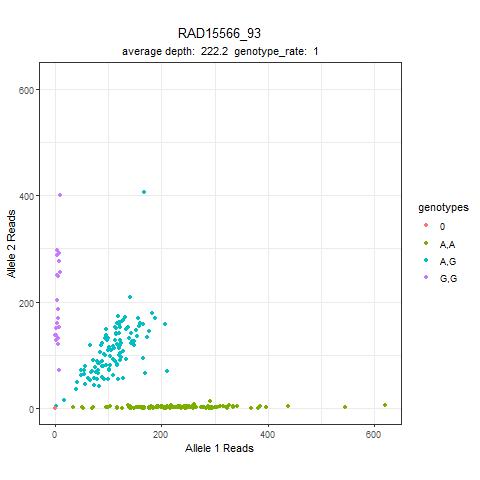 RAD15566_93
average depth:  222.2  genotype_rate:  1
Allele 2 Reads
600
400
200
0
0 200 400 600
Allele 1 Reads
genotypes
0
A,A
A,G
G,G